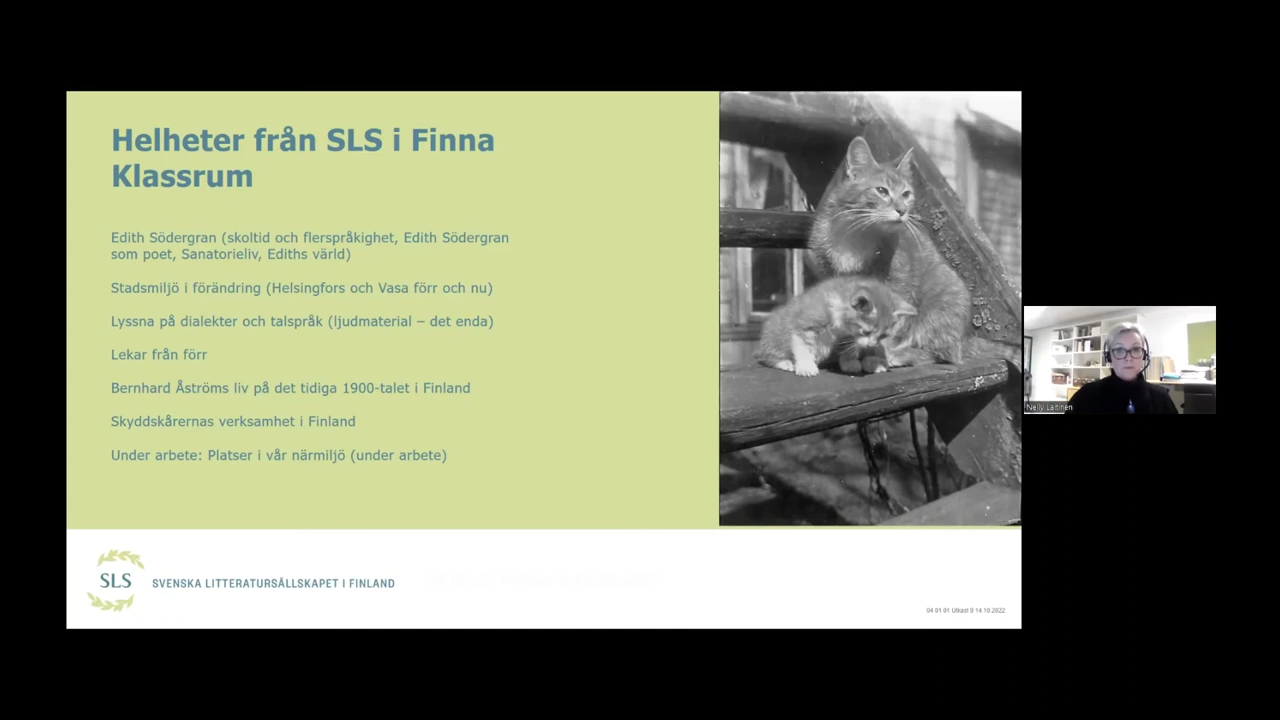 Helheter från SLS i Finna
Klassrum
Edith Södergran (skoltid och flerspråkighet, Edith Södergran
som poet, Sanatorieliv, Ediths värld)
Stadsmiljö i förändring (Helsingfors och Vasa förr och nu)
Lyssna på dialekter och talspråk (ljudmaterial – det enda)
Lekar från förr
Bernhard Åströms liv på det tidiga 1900-talet i Finland
Skyddskårernas verksamhet i Finland
Under arbete: Platser i vår närmiljö (under arbete)
SLS SVENSKA LITTERATURSÄLLSKAPET I FINLAND
04 01 01 Utkast 9 14.10.2022
Nelly Laitinen